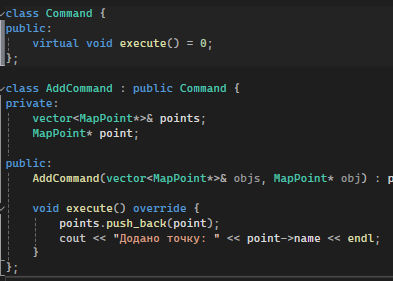 class Command {
public:
    virtual void execute() = 0;
};
class AddCommand : public Command {
private:
    vector<MapPoint*>& points;
    MapPoint* point;
public:
    AddCommand(vector<MapPoint*>& objs, MapPoint* obj) : p
    void execute() override {
        points.push_back(point);
        cout << "Додано точку: " << point->name << endl;
    }
};